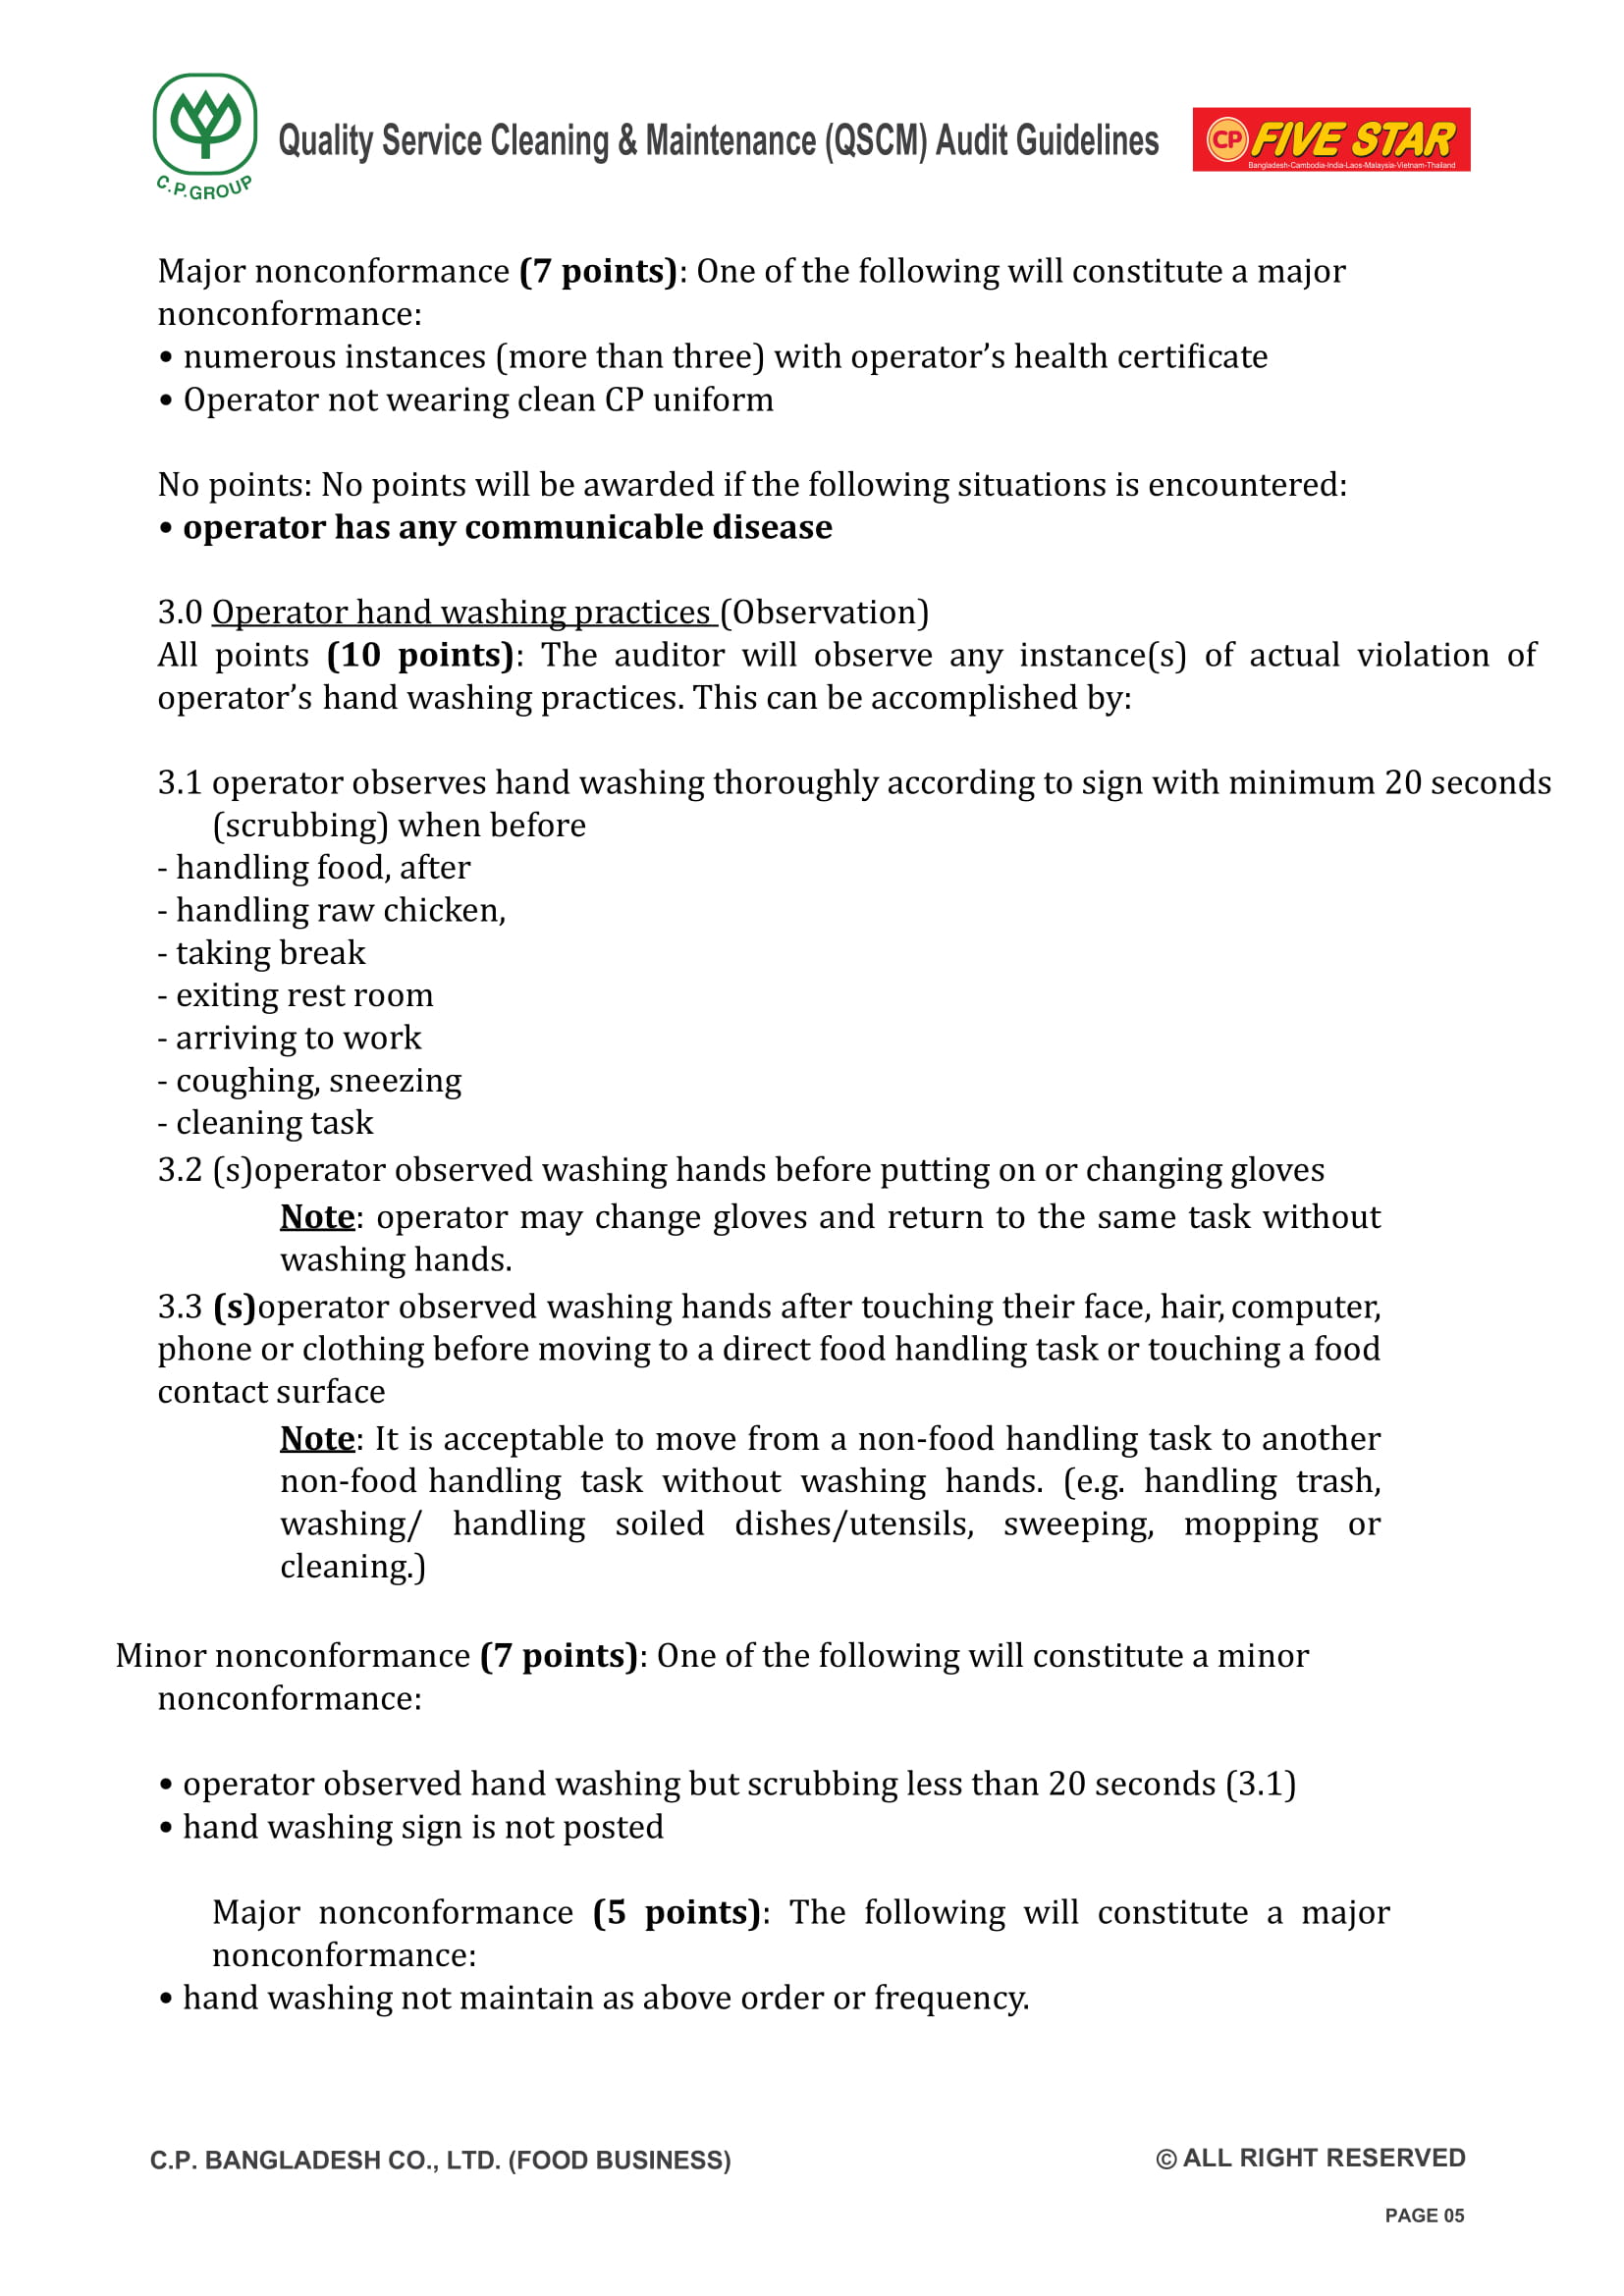 C.P.GROUP
Quality Service Cleaning & Maintenance (QSCM) Audit Guidelines
CP FIVE STAR
Bangladesh-Cambodia-India-Laos-Malaysia-Vietnam-Thailand
Major nonconformance (7 points): One of the following will constitute a major
nonconformance:
• numerous instances (more than three) with operator’s health certificate
• Operator not wearing clean CP uniform
No points: No points will be awarded if the following situations is encountered:
• operator has any communicable disease
3.0 Operator hand washing practices (Observation)
All points (10 points): The auditor will observe any instance(s) of actual violation of
operator’s hand washing practices. This can be accomplished by:
3.1 operator observes hand washing thoroughly according to sign with minimum 20 seconds
(scrubbing) when before
- handling food, after
- handling raw chicken,
- taking break
- exiting rest room
- arriving to work
- coughing, sneezing
- cleaning task
3.2 (s)operator observed washing hands before putting on or changing gloves
Note: operator may change gloves and return to the same task without
washing hands.
3.3 (s)operator observed washing hands after touching their face, hair, computer,
phone or clothing before moving to a direct food handling task or touching a food
contact surface
Note: It is acceptable to move from a non-food handling task to another
non-food handling task without washing hands. (e.g. handling trash,
washing/ handling soiled dishes/utensils, sweeping, mopping or
cleaning.)
Minor nonconformance (7 points): One of the following will constitute a minor
nonconformance:
• operator observed hand washing but scrubbing less than 20 seconds (3.1)
• hand washing sign is not posted
Major nonconformance (5 points): The following will constitute a major
nonconformance:
• hand washing not maintain as above order or frequency.
C.P. BANGLADESH CO., LTD. (FOOD BUSINESS)
© ALL RIGHT RESERVED
PAGE 05